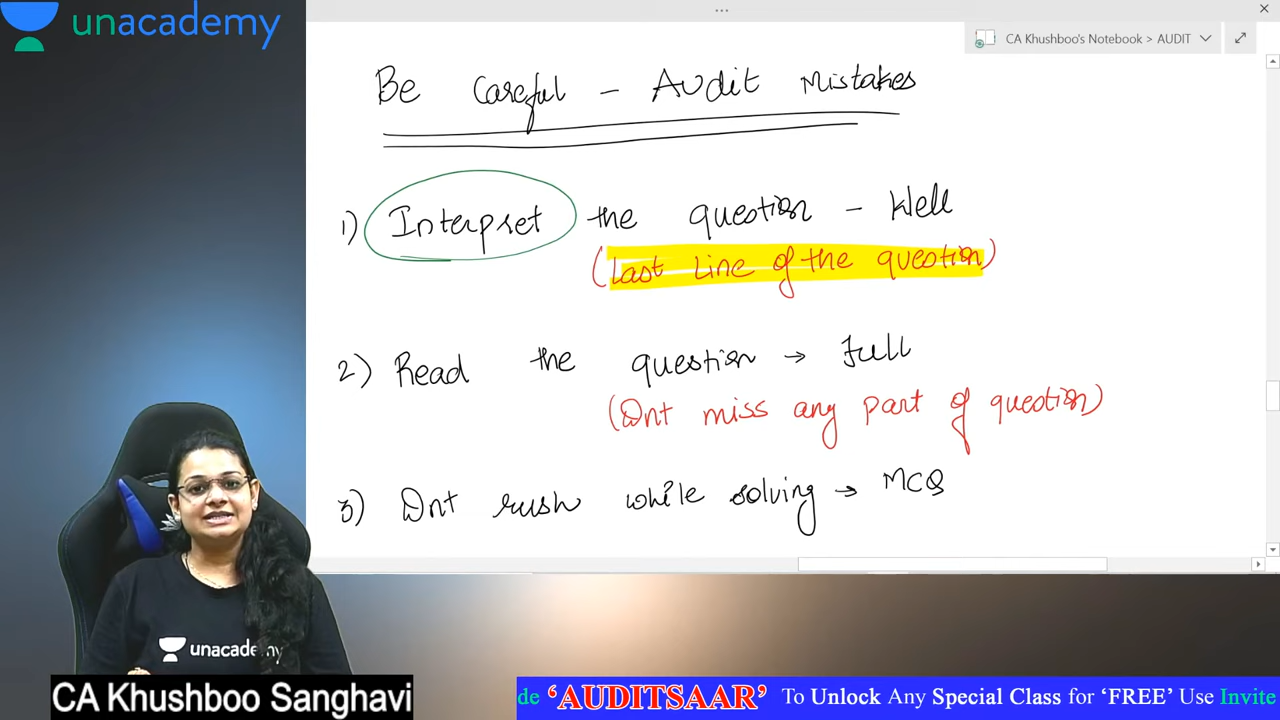 unacademy
CA Khushboo's Notebook > AUDIT
Be Careful - Audit Mistakes
1) Interpret the question - Well
(Last line of the question)
2) Read the question → Full
(Dnt miss any part of question)
3) Dnt rush while solving → MCQ
unacademy
CA Khushboo Sanghavi
de ‘AUDITSAAR’ To Unlock Any Special Class for ‘FREE’ Use Invite